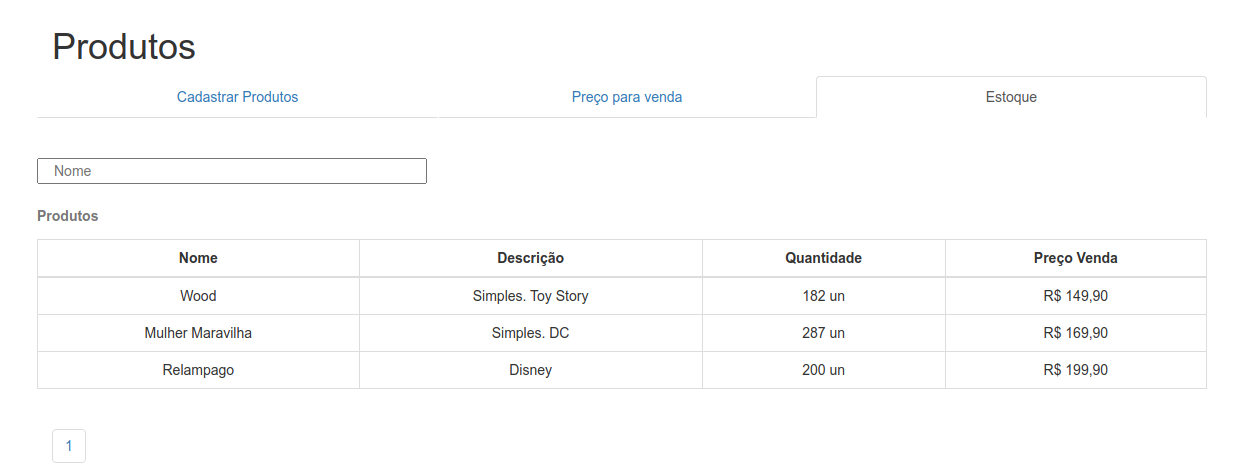 Produtos
Cadastrar Produtos Preço para venda Estoque
Nome
Produtos
Nome Descrição Quantidade Preço Venda
Wood Simples. Toy Story 182 un R$ 149,90
Mulher Maravilha Simples. DC 287 un R$ 169,90
Relampago Disney 200 un R$ 199,90
1